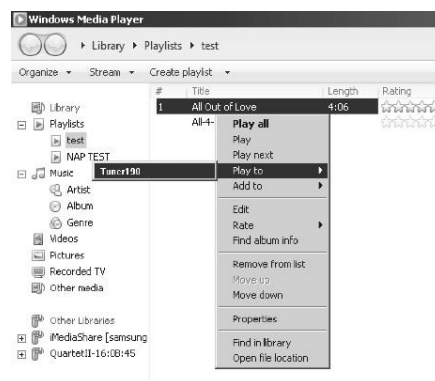 Windows Media Player
Library ▸ Playlists ▸ test
Organize Stream Create playlist
# Title Length Rating
1 All Out of Love 4:06
All-4-
Library
Playlists
test
NAP TEST
Music
Artist
Album
Genre
Videos
Pictures
Recorded TV
Other media
Other Libraries
iMediaShare [samsung
QuartetII-16:0B:45
Tuner190
Play all
Play
Play next
Play to
Add to
Edit
Rate
Find album info
Remove from list
Move up
Move down
Properties
Find in library
Open file location